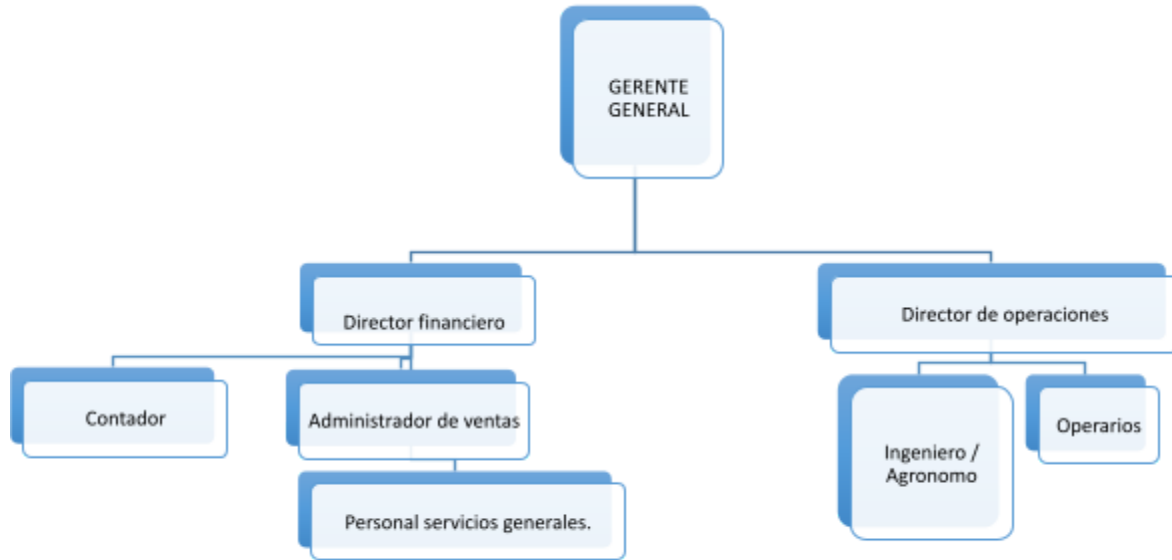 GERENTE
GENERAL
Director financiero
Director de operaciones
Contador
Administrador de ventas
Ingeniero /
Agronomo
Operarios
Personal servicios generales.